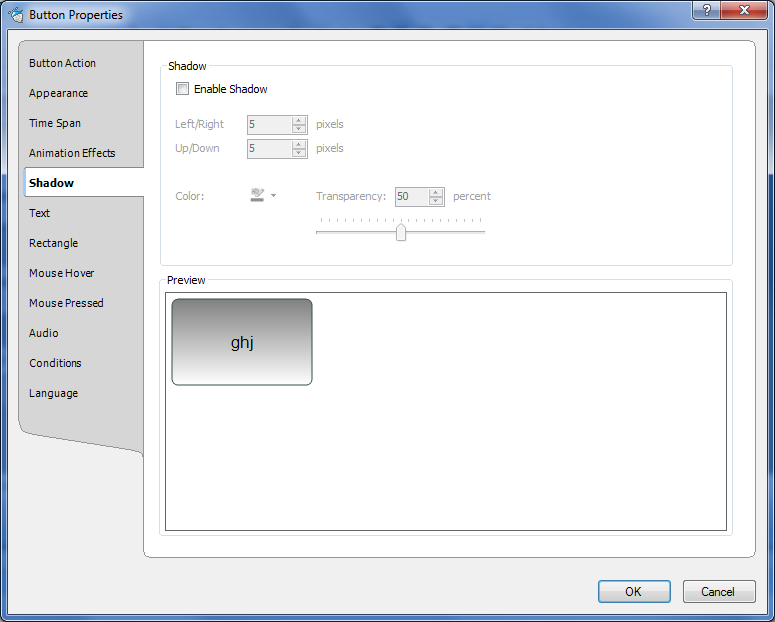 Button Properties
?
Button Action
Appearance
Time Span
Animation Effects
Shadow
Text
Rectangle
Mouse Hover
Mouse Pressed
Audio
Conditions
Language
Shadow
Enable Shadow
Left/Right 5 pixels
Up/Down 5 pixels
Color: Transparency: 50 percent
Preview
ghj
OK Cancel